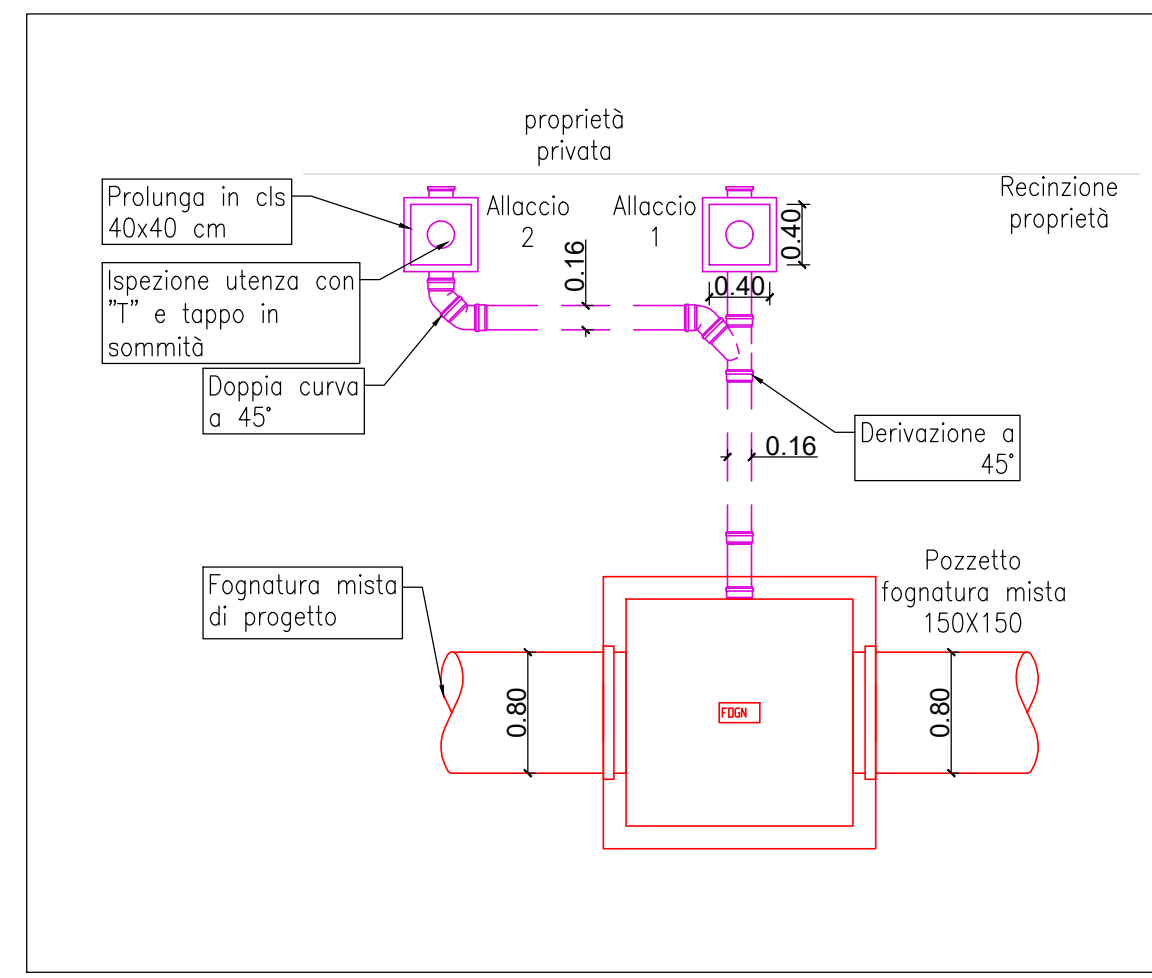 proprietà
privata
Prolunga in cls
40x40 cm
Allaccio
2
Allaccio
1
Recinzione
proprietà
0.40
0.40
0.16
Ispezione utenza con
"T" e tappo in
sommità
Doppia curva
a 45°
Derivazione a
45°
0.16
Fognatura mista
di progetto
Pozzetto
fognatura mista
150X150
0.80
FOGN
0.80